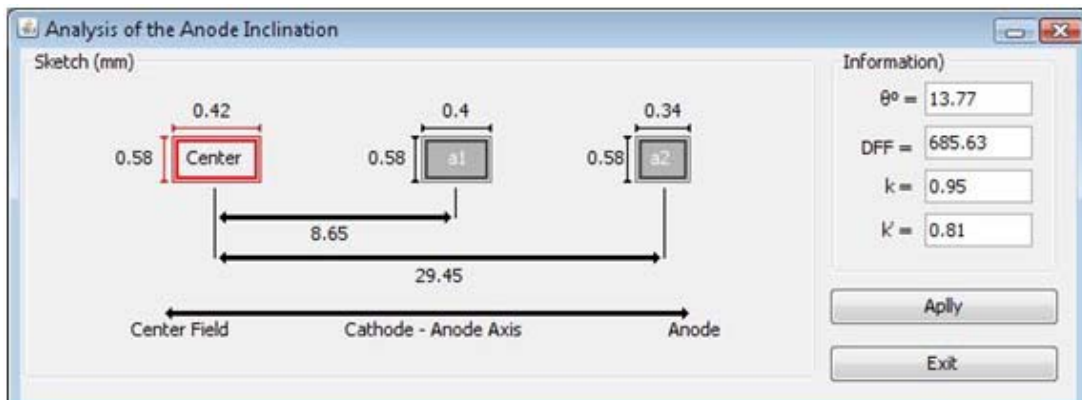 Analysis of the Anode Inclination
Sketch (mm)
0.42
0.4
0.34
0.58
Center
0.58
a1
0.58
a2
8.65
29.45
Center Field
Cathode - Anode Axis
Anode
Information)
θº = 13.77
DFF = 685.63
k = 0.95
k' = 0.81
Aplly
Exit